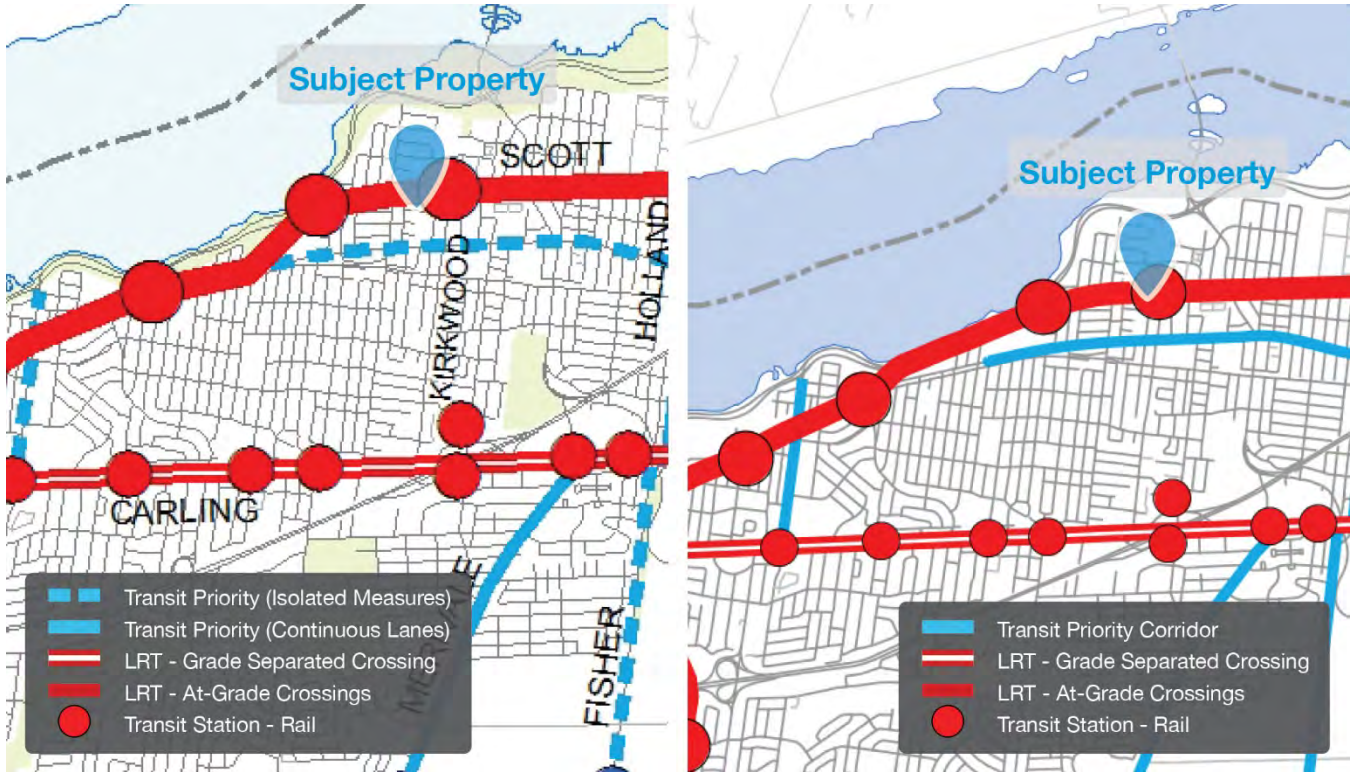 Subject Property
SCOTT
KIRKWOOD
HOLLAND
CARLING
MERIVALE
FISHER
Transit Priority (Isolated Measures)
Transit Priority (Continuous Lanes)
LRT - Grade Separated Crossing
LRT - At-Grade Crossings
Transit Station - Rail
Subject Property
Transit Priority Corridor
LRT - Grade Separated Crossing
LRT - At-Grade Crossings
Transit Station - Rail